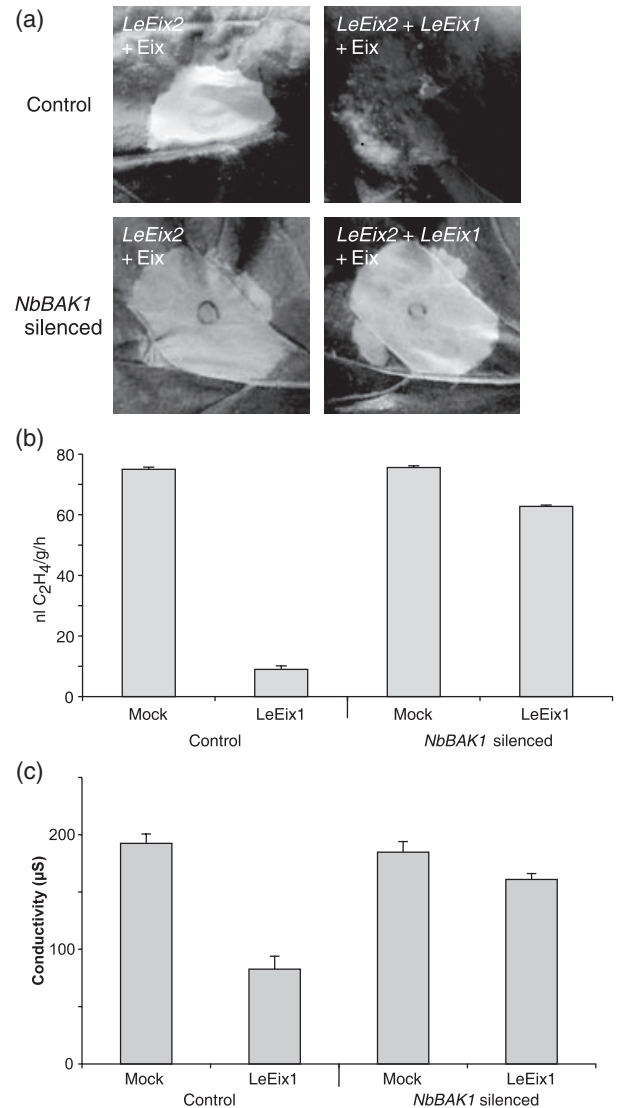 (a)
LeEix2
+ Eix
LeEix2 + LeEix1
+ Eix
Control
LeEix2
+ Eix
LeEix2 + LeEix1
+ Eix
NbBAK1
silenced
(b)
80
60
40
20
0
nl C₂H₄/g/h
Mock
LeEix1
Mock
LeEix1
Control
NbBAK1 silenced
(c)
200
100
0
Conductivity (µS)
Mock
LeEix1
Mock
LeEix1
Control
NbBAK1 silenced